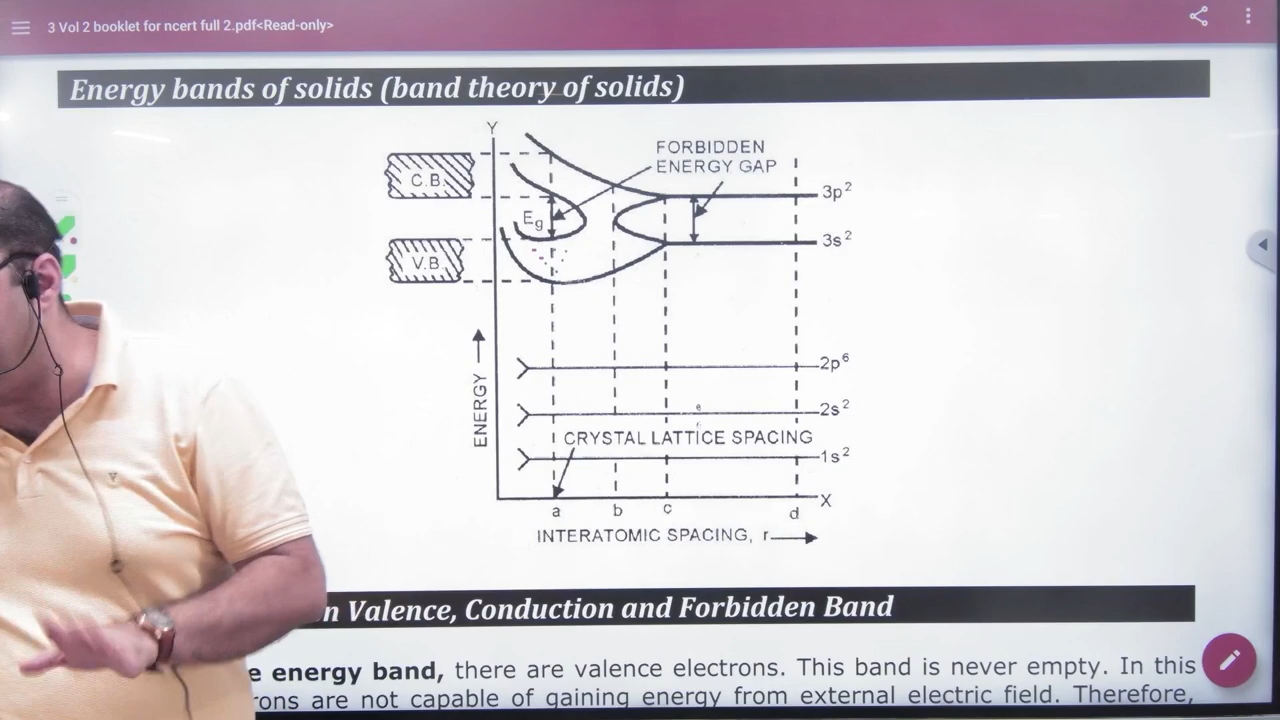 3 Vol 2 booklet for ncert full 2.pdf<Read-only>
Energy bands of solids (band theory of solids)
Y
FORBIDDEN
ENERGY GAP
C.B.
3p²
Eg
3s²
V.B.
2p⁶
2s²
ENERGY
CRYSTAL LATTICE SPACING
1s²
X
a b c d
INTERATOMIC SPACING, r
n Valence, Conduction and Forbidden Band
e energy band, there are valence electrons. This band is never empty. In this
rons are not capable of gaining energy from external electric field. Therefore,